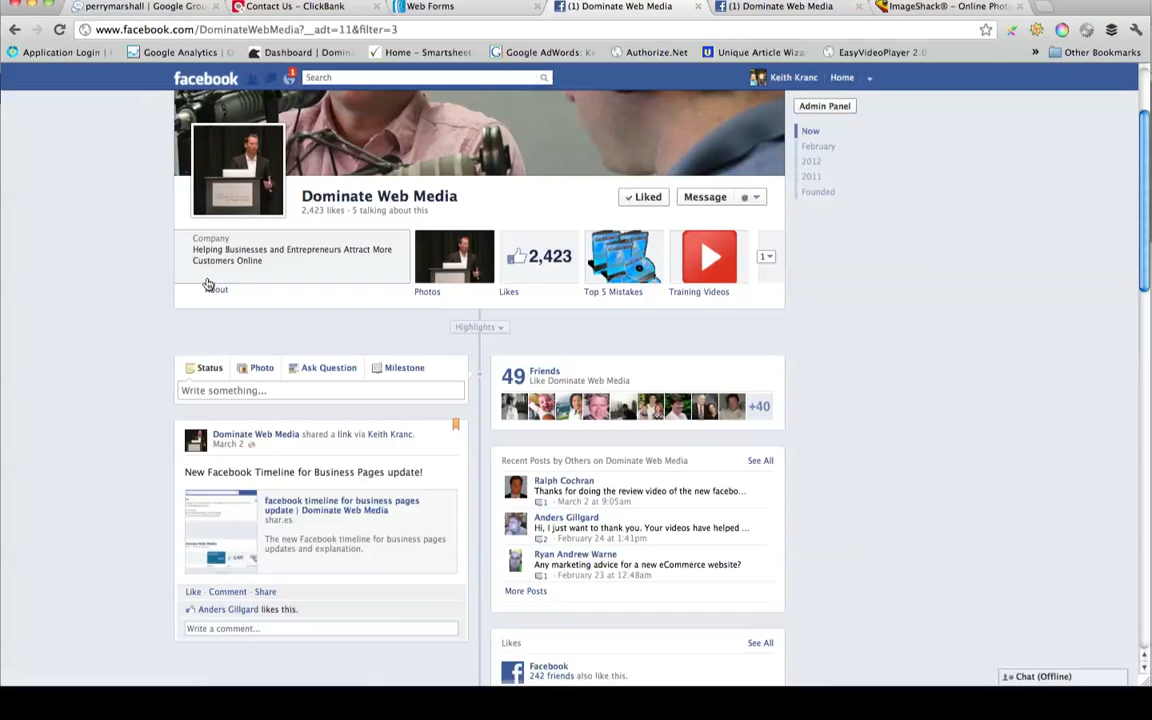 perrymarshall | Google Grou
Contact Us – ClickBank
Web Forms
(1) Dominate Web Media
(1) Dominate Web Media
ImageShack® – Online Phot
www.facebook.com/DominateWebMedia?__adt=11&filter=3
Application Login
Google Analytics
Dashboard | Domin
Home – Smartsheet
Google AdWords: Ke
Authorize.Net
Unique Article Wiza
EasyVideoPlayer 2.0
»
Other Bookmarks
facebook
1
Search
Keith Kranc
Home
Admin Panel
Now
February
2012
2011
Founded
Dominate Web Media
2,423 likes · 5 talking about this
Liked
Message
Company
Helping Businesses and Entrepreneurs Attract More
Customers Online
About
2,423
1
Photos
Likes
Top 5 Mistakes
Training Videos
Highlights
Status
Photo
Ask Question
Milestone
Write something...
49 Friends
Like Dominate Web Media
+40
Dominate Web Media shared a link via Keith Kranc.
March 2
New Facebook Timeline for Business Pages update!
facebook timeline for business pages
update | Dominate Web Media
shar.es
The new Facebook timeline for business pages
updates and explanation.
Like · Comment · Share
Anders Gillgard likes this.
Write a comment...
Recent Posts by Others on Dominate Web Media
See All
Ralph Cochran
Thanks for doing the review video of the new facebo...
1 · March 2 at 9:05am
Anders Gillgard
Hi, I just want to thank you. Your videos have helped ...
2 · February 24 at 1:41pm
Ryan Andrew Warne
Any marketing advice for a new eCommerce website?
1 · February 23 at 12:48am
More Posts
Likes
See All
Facebook
242 friends also like this.
Chat (Offline)